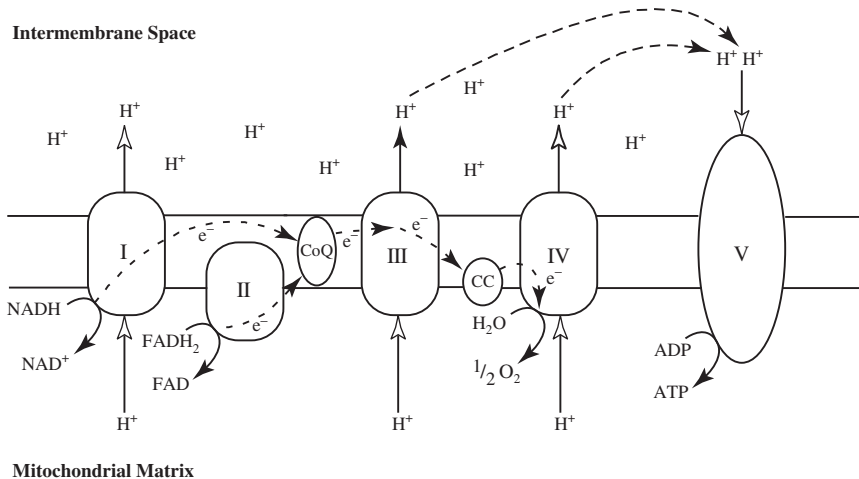 Intermembrane Space
H⁺ H⁺
H⁺
H⁺ H⁺ H⁺
H⁺ H⁺ H⁺
H⁺ H⁺ H⁺
I e⁻ CoQ e⁻ III e⁻ IV V
II CC e⁻
NADH e⁻ H₂O
FADH₂ ADP
NAD⁺ FAD 1/2 O₂ ATP
H⁺ H⁺ H⁺
Mitochondrial Matrix